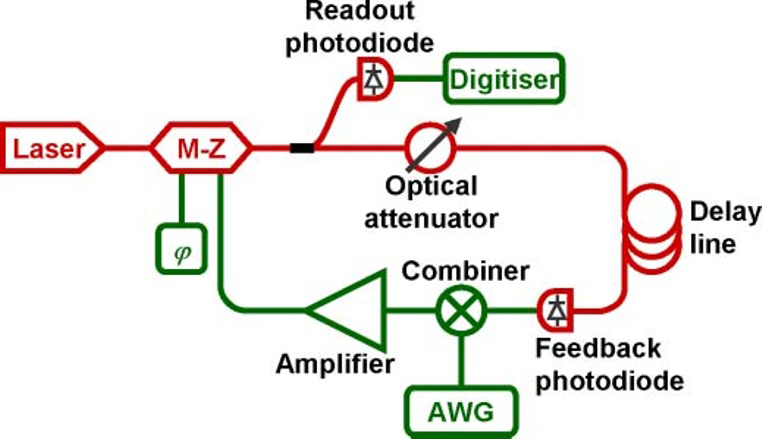 Readout
photodiode
Digitiser
Laser
M-Z
Optical
attenuator
Delay
line
φ
Combiner
Amplifier
Feedback
photodiode
AWG